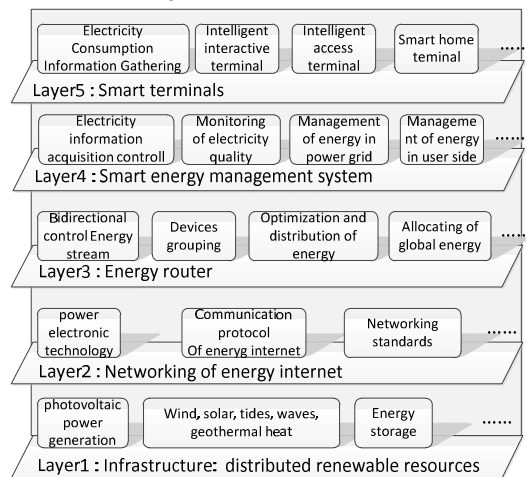 Electricity
Consumption
Information Gathering
Intelligent
interactive
terminal
Intelligent
access
terminal
Smart home
teminal
......
Layer5 : Smart terminals
Electricity
information
acquisition controll
Monitoring
of electricity
quality
Management
of energy in
power grid
Manageme
nt of energy
in user side
......
Layer4 : Smart energy management system
Bidirectional
control Energy
stream
Devices
grouping
Optimization and
distribution of
energy
Allocating of
global energy
......
Layer3 : Energy router
power
electronic
technology
Communication
protocol
Of eneryg internet
Networking
standards
......
Layer2 : Networking of energy internet
photovoltaic
power
generation
Wind, solar, tides, waves,
geothermal heat
Energy
storage
......
Layer1 : Infrastructure: distributed renewable resources